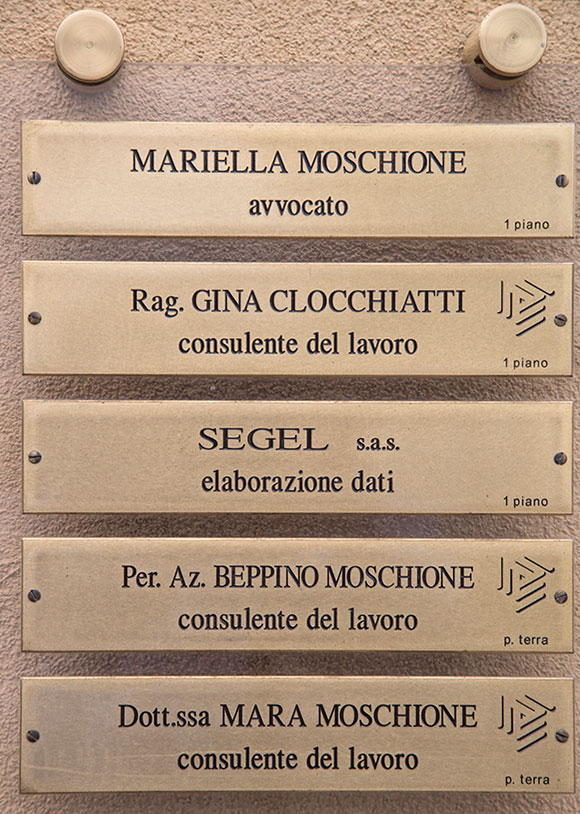 MARIELLA MOSCHIONE
avvocato
1 piano
Rag. GINA CLOCCHIATTI
consulente del lavoro
1 piano
SEGEL s.a.s.
elaborazione dati
1 piano
Per. Az. BEPPINO MOSCHIONE
consulente del lavoro
p. terra
Dott.ssa MARA MOSCHIONE
consulente del lavoro
p. terra